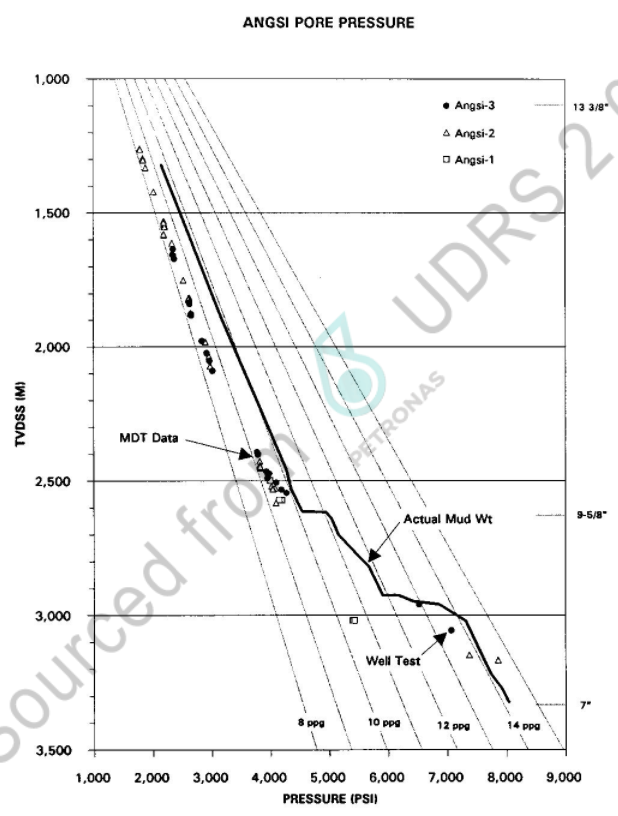 ANGSI PORE PRESSURE
1,000
1,500
2,000
2,500
3,000
3,500
TVDSS (M)
Angsi-3
Angsi-2
Angsi-1
13 3/8"
MDT Data
Actual Mud Wt
9-5/8"
Well Test
7"
8 ppg
10 ppg
12 ppg
14 ppg
1,000 2,000 3,000 4,000 5,000 6,000 7,000 8,000 9,000
PRESSURE (PSI)
PETRONAS
Sourced from UDRS 2